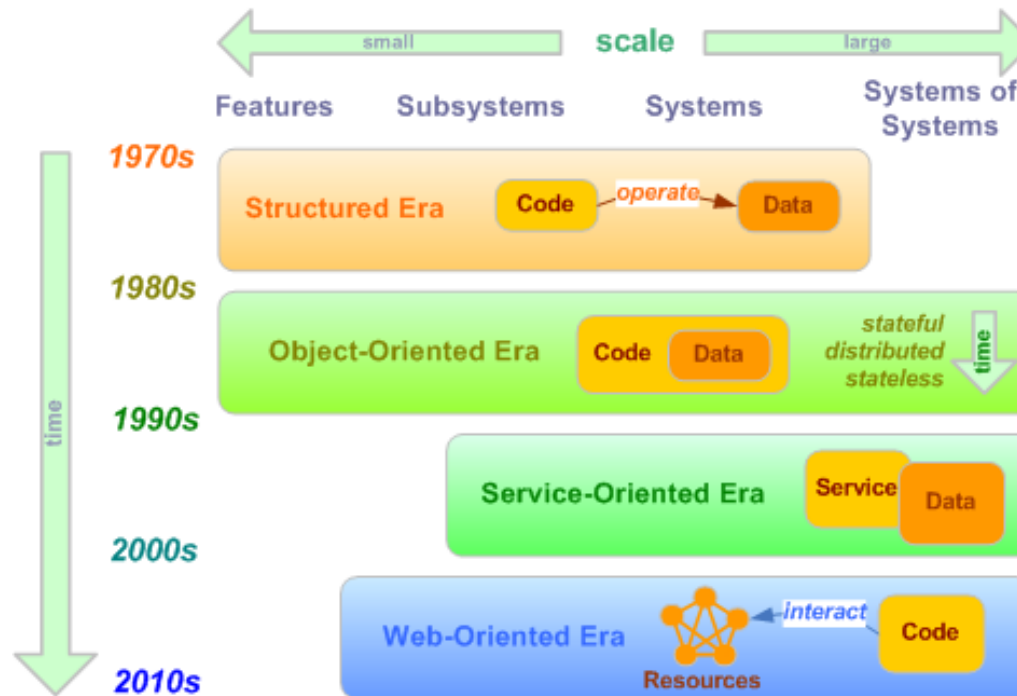 small scale large
Features Subsystems Systems Systems of
Systems
1970s
Structured Era Code operate Data
1980s
Object-Oriented Era Code Data
stateful
distributed
stateless
time
1990s
time
Service-Oriented Era Service Data
2000s
Web-Oriented Era interact Code
Resources
2010s